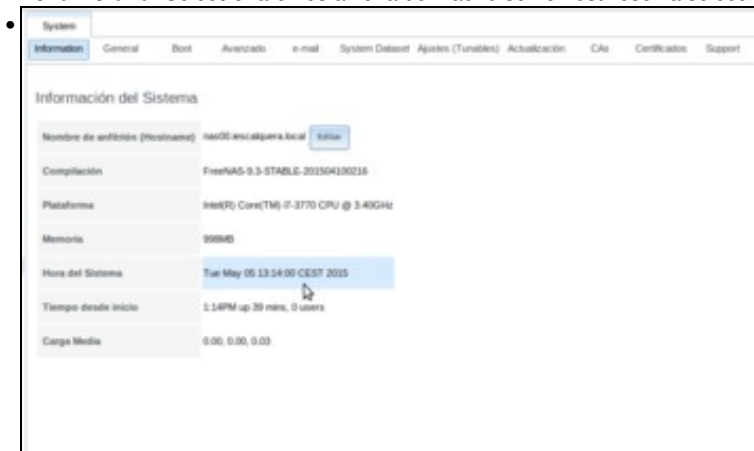 System
Information General Boot Avanzado e-mail System Dataset Ajustes (Tunables) Actualización CAs Certificados Support
Información del Sistema
Nombre de anfitrión (Hostname) nas00.escalquera.local Editar
Compilación FreeNAS-9.3-STABLE-201504100216
Plataforma Intel(R) Core(TM) i7-3770 CPU @ 3.40GHz
Memoria 998MB
Hora del Sistema Tue May 05 13:14:00 CEST 2015
Tiempo desde inicio 1:14PM up 39 mins, 0 users
Carga Media 0.00, 0.00, 0.03